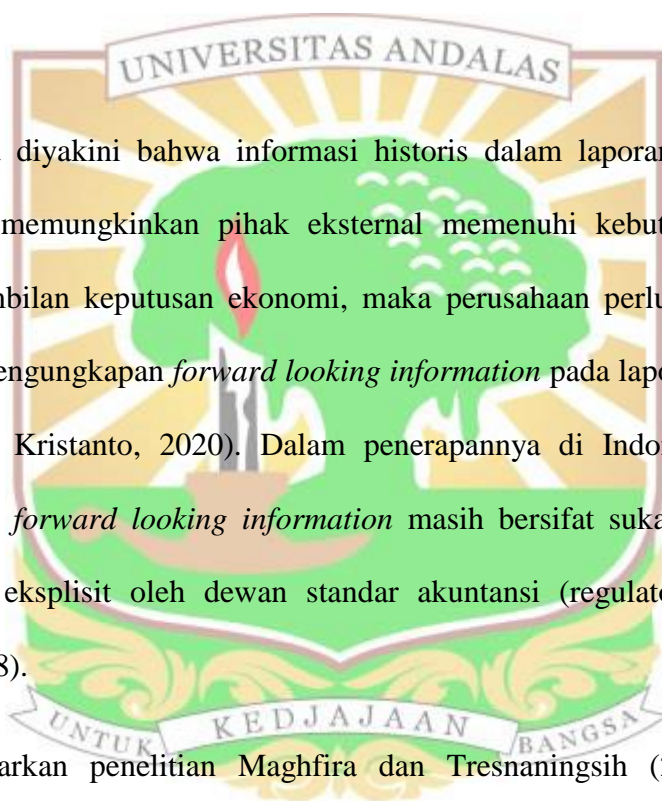 UNIVERSITAS ANDALAS
diyakini bahwa informasi historis dalam laporan
memungkinkan pihak eksternal memenuhi kebut
bilan keputusan ekonomi, maka perusahaan perlu
engungkapan forward looking information pada lapo
Kristanto, 2020). Dalam penerapannya di Indo
forward looking information masih bersifat suka
eksplisit oleh dewan standar akuntansi (regulato
8).
UNTUK KEDJAJAAN BANGSA
arkan penelitian Maghfira dan Tresnaningsih (